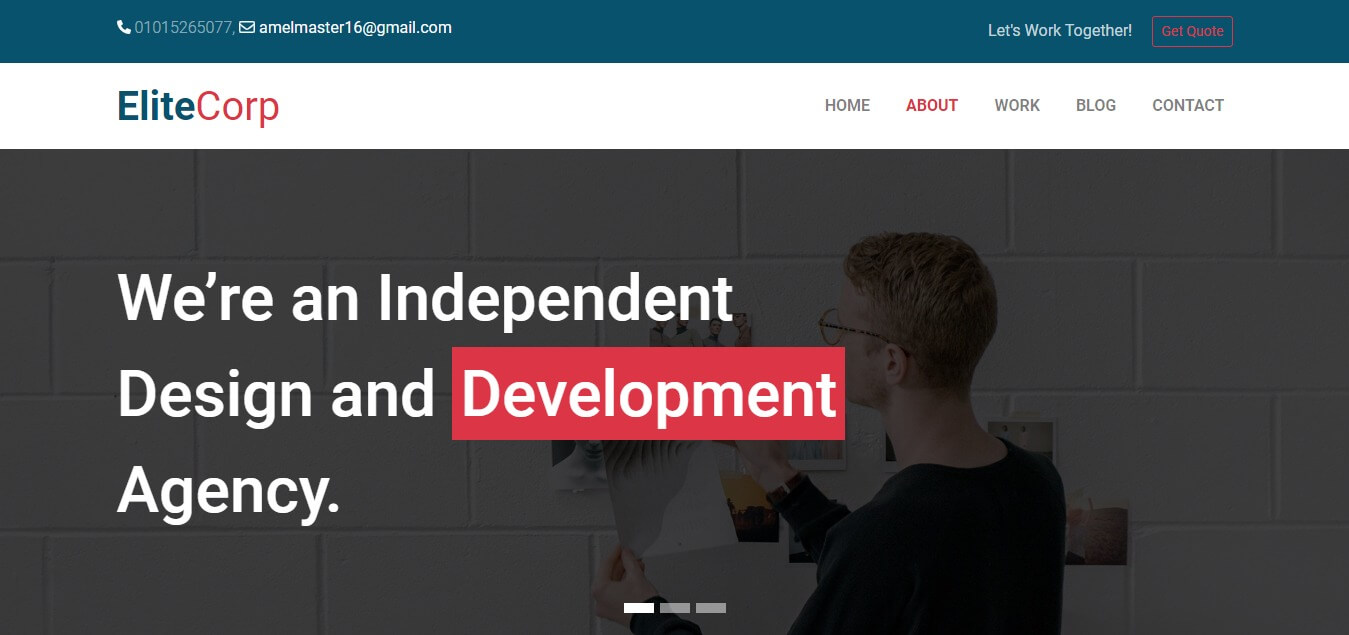 01015265077, amelmaster16@gmail.com
Let's Work Together!
Get Quote
EliteCorp
HOME ABOUT WORK BLOG CONTACT
We’re an Independent
Design and Development
Agency.